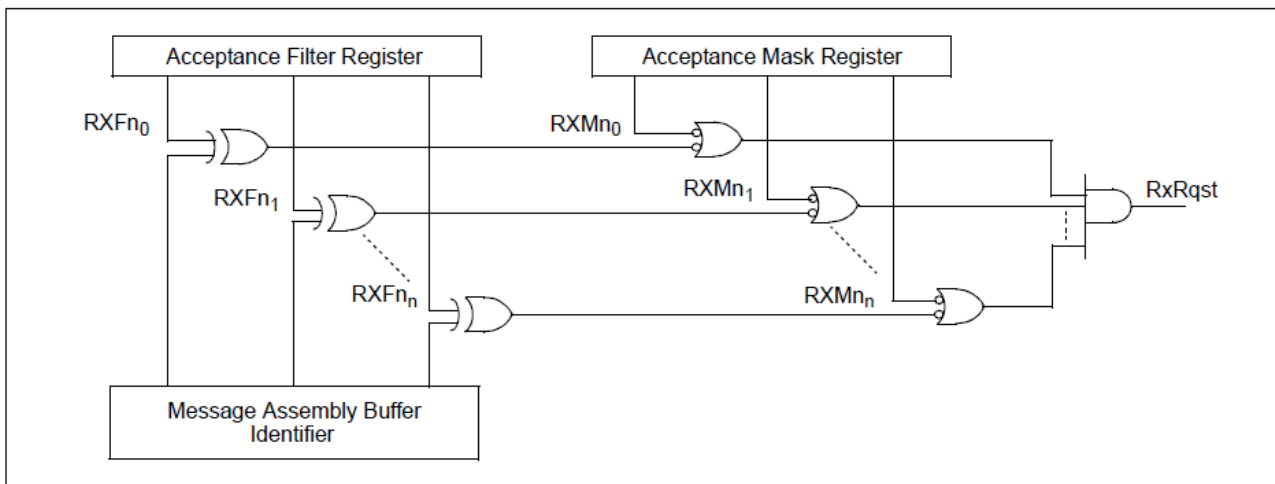 Acceptance Filter Register
Acceptance Mask Register
RXFn₀
RXMn₀
RXFn₁
RXMn₁
RxRqst
RXFnₙ
RXMnₙ
Message Assembly Buffer
Identifier